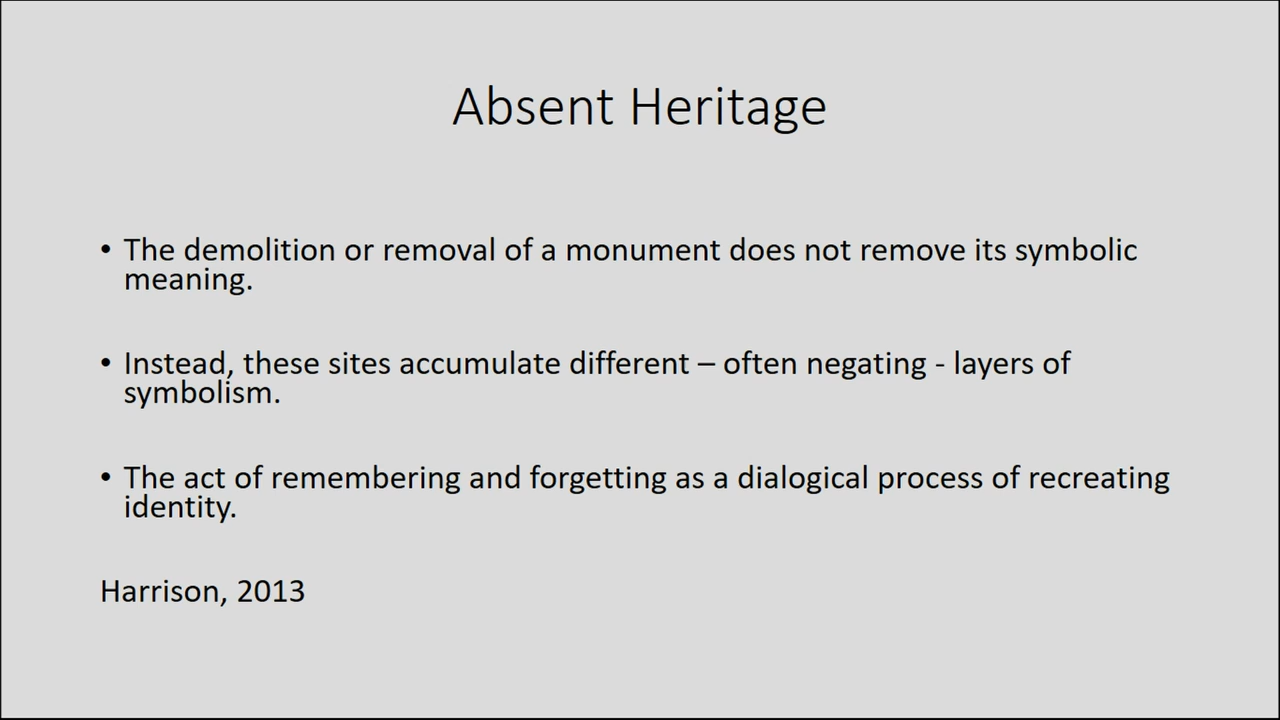 Absent Heritage
• The demolition or removal of a monument does not remove its symbolic
meaning.
• Instead, these sites accumulate different – often negating - layers of
symbolism.
• The act of remembering and forgetting as a dialogical process of recreating
identity.
Harrison, 2013